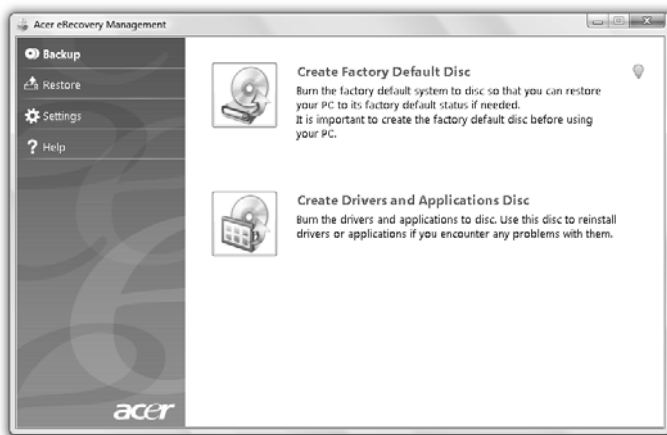 Acer eRecovery Management
Backup
Restore
Settings
? Help
Create Factory Default Disc
Burn the factory default system to disc so that you can restore
your PC to its factory default status if needed.
It is important to create the factory default disc before using
your PC.
Create Drivers and Applications Disc
Burn the drivers and applications to disc. Use this disc to reinstall
drivers or applications if you encounter any problems with them.
acer